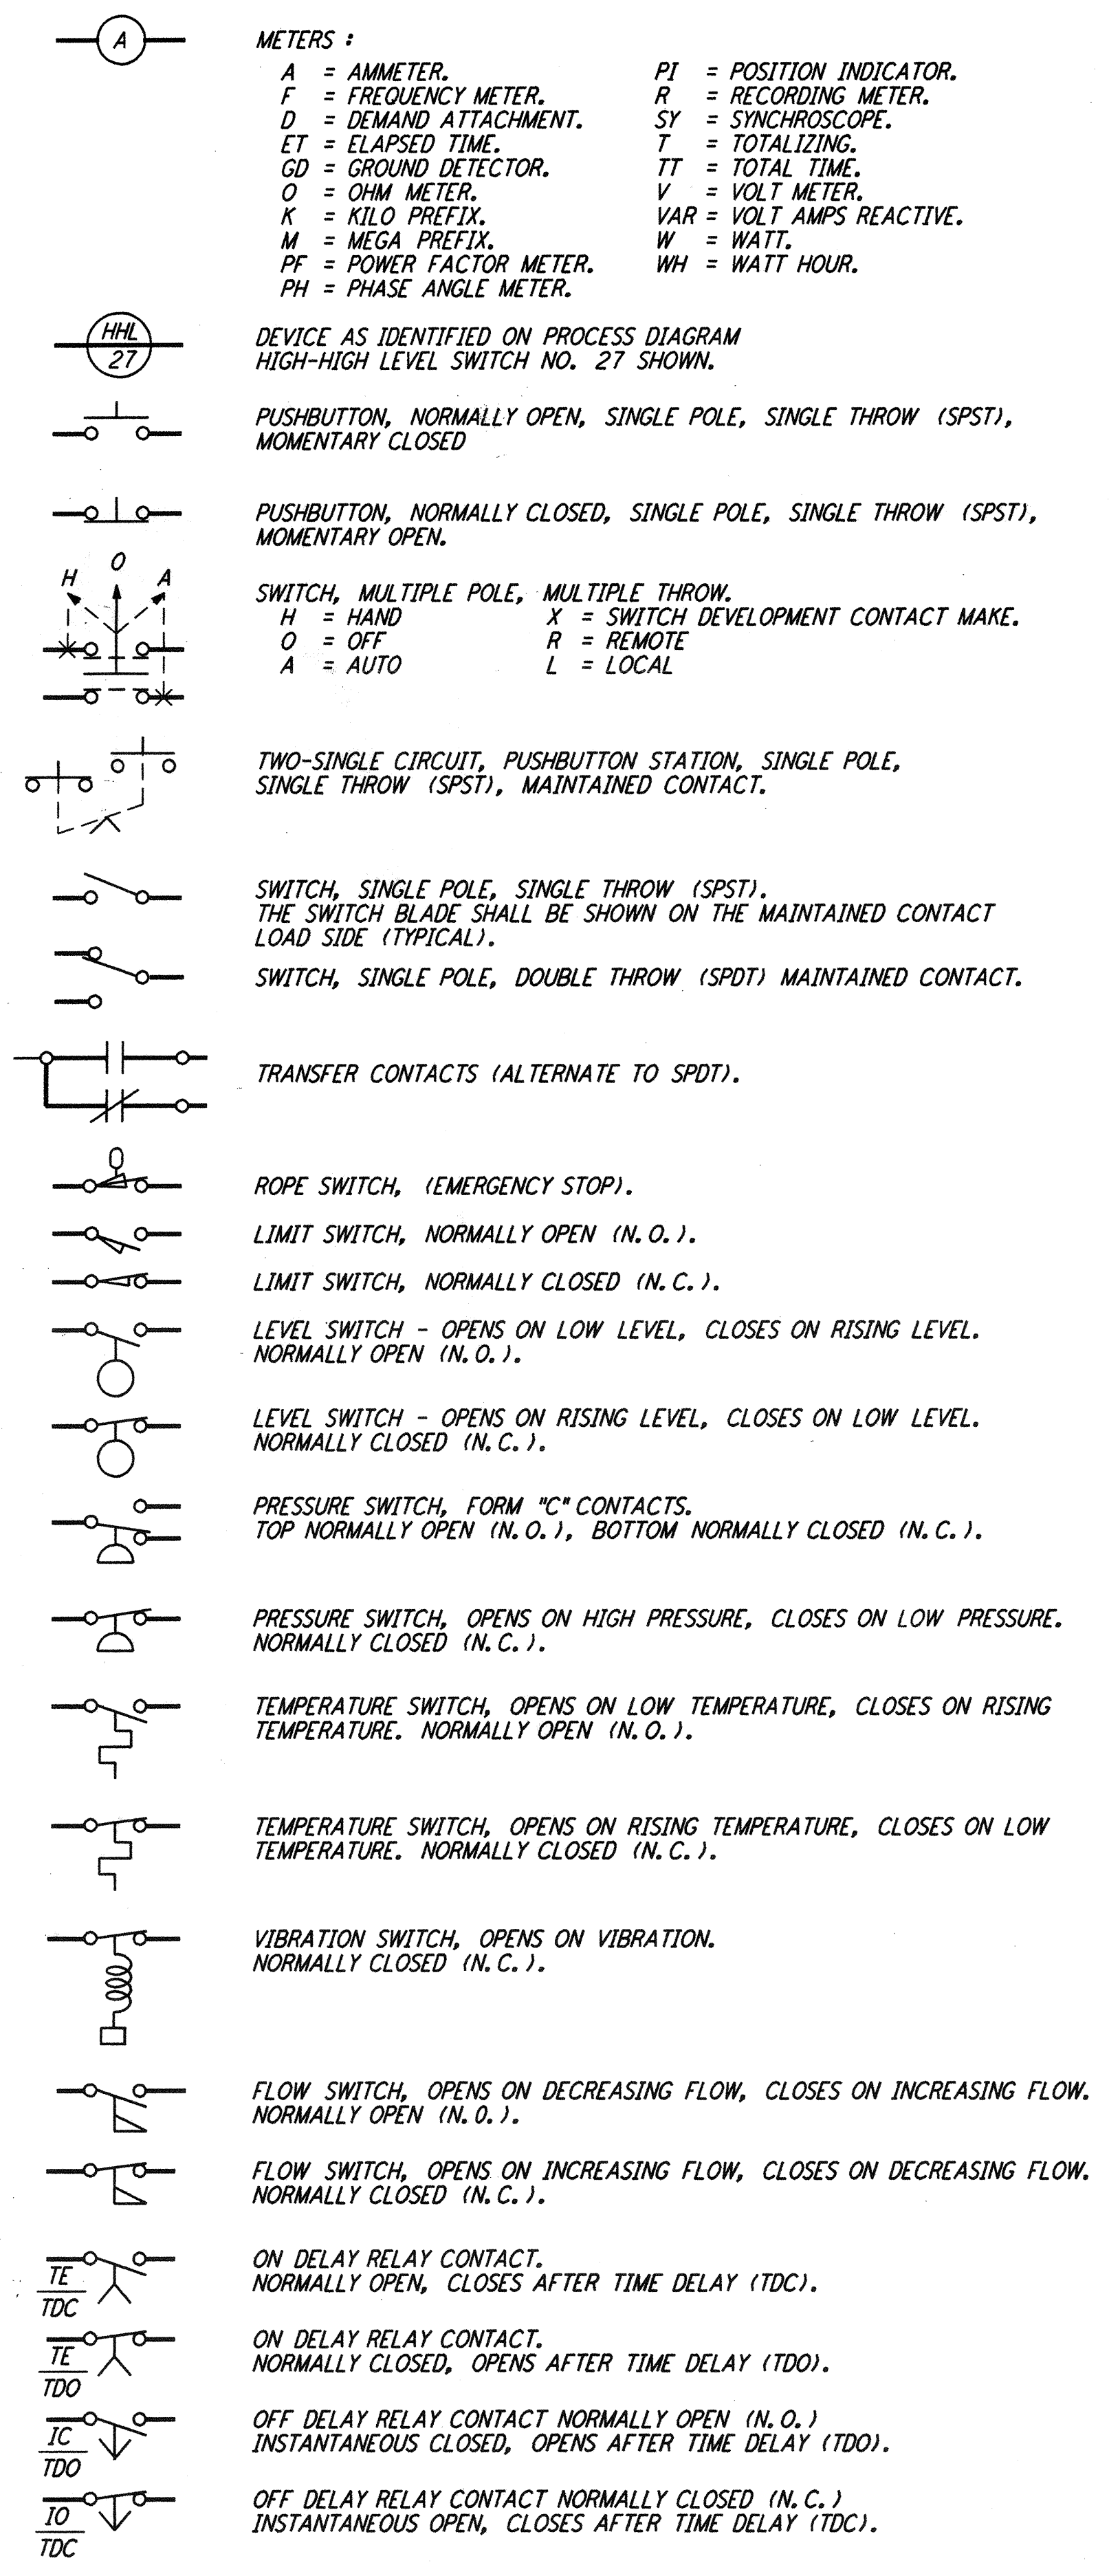 A
METERS :
A = AMMETER.
F = FREQUENCY METER.
D = DEMAND ATTACHMENT.
ET = ELAPSED TIME.
GD = GROUND DETECTOR.
O = OHM METER.
K = KILO PREFIX.
M = MEGA PREFIX.
PF = POWER FACTOR METER.
PH = PHASE ANGLE METER.
PI = POSITION INDICATOR.
R = RECORDING METER.
SY = SYNCHROSCOPE.
T = TOTALIZING.
TT = TOTAL TIME.
V = VOLT METER.
VAR = VOLT AMPS REACTIVE.
W = WATT.
WH = WATT HOUR.
HHL
27
DEVICE AS IDENTIFIED ON PROCESS DIAGRAM
HIGH-HIGH LEVEL SWITCH NO. 27 SHOWN.
PUSHBUTTON, NORMALLY OPEN, SINGLE POLE, SINGLE THROW (SPST),
MOMENTARY CLOSED
PUSHBUTTON, NORMALLY CLOSED, SINGLE POLE, SINGLE THROW (SPST),
MOMENTARY OPEN.
H O A
SWITCH, MULTIPLE POLE, MULTIPLE THROW.
H = HAND
O = OFF
A = AUTO
X = SWITCH DEVELOPMENT CONTACT MAKE.
R = REMOTE
L = LOCAL
TWO-SINGLE CIRCUIT, PUSHBUTTON STATION, SINGLE POLE,
SINGLE THROW (SPST), MAINTAINED CONTACT.
SWITCH, SINGLE POLE, SINGLE THROW (SPST).
THE SWITCH BLADE SHALL BE SHOWN ON THE MAINTAINED CONTACT
LOAD SIDE (TYPICAL).
SWITCH, SINGLE POLE, DOUBLE THROW (SPDT) MAINTAINED CONTACT.
TRANSFER CONTACTS (ALTERNATE TO SPDT).
ROPE SWITCH, (EMERGENCY STOP).
LIMIT SWITCH, NORMALLY OPEN (N.O.).
LIMIT SWITCH, NORMALLY CLOSED (N.C.).
LEVEL SWITCH - OPENS ON LOW LEVEL, CLOSES ON RISING LEVEL.
NORMALLY OPEN (N.O.).
LEVEL SWITCH - OPENS ON RISING LEVEL, CLOSES ON LOW LEVEL.
NORMALLY CLOSED (N.C.).
PRESSURE SWITCH, FORM "C" CONTACTS.
TOP NORMALLY OPEN (N.O.), BOTTOM NORMALLY CLOSED (N.C.).
PRESSURE SWITCH, OPENS ON HIGH PRESSURE, CLOSES ON LOW PRESSURE.
NORMALLY CLOSED (N.C.).
TEMPERATURE SWITCH, OPENS ON LOW TEMPERATURE, CLOSES ON RISING
TEMPERATURE. NORMALLY OPEN (N.O.).
TEMPERATURE SWITCH, OPENS ON RISING TEMPERATURE, CLOSES ON LOW
TEMPERATURE. NORMALLY CLOSED (N.C.).
VIBRATION SWITCH, OPENS ON VIBRATION.
NORMALLY CLOSED (N.C.).
FLOW SWITCH, OPENS ON DECREASING FLOW, CLOSES ON INCREASING FLOW.
NORMALLY OPEN (N.O.).
FLOW SWITCH, OPENS ON INCREASING FLOW, CLOSES ON DECREASING FLOW.
NORMALLY CLOSED (N.C.).
TE
TDC
ON DELAY RELAY CONTACT.
NORMALLY OPEN, CLOSES AFTER TIME DELAY (TDC).
TE
TDO
ON DELAY RELAY CONTACT.
NORMALLY CLOSED, OPENS AFTER TIME DELAY (TDO).
IC
TDO
OFF DELAY RELAY CONTACT NORMALLY OPEN (N.O.)
INSTANTANEOUS CLOSED, OPENS AFTER TIME DELAY (TDO).
IO
TDC
OFF DELAY RELAY CONTACT NORMALLY CLOSED (N.C.)
INSTANTANEOUS OPEN, CLOSES AFTER TIME DELAY (TDC).